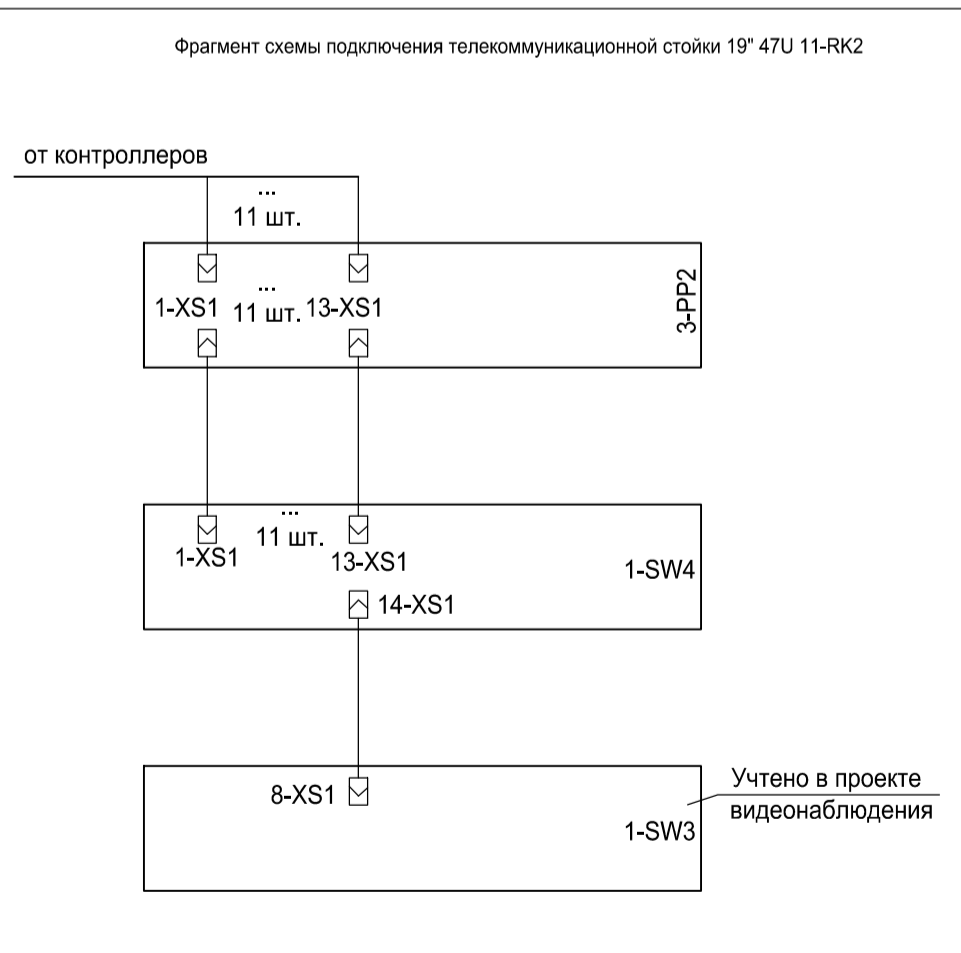 Фрагмент схемы подключения телекоммуникационной стойки 19" 47U 11-RK2
от контроллеров
...
11 шт.
...
1-XS1 11 шт. 13-XS1
3-PP2
...
11 шт.
1-XS1 13-XS1
1-SW4
14-XS1
8-XS1
Учтено в проекте
видеонаблюдения
1-SW3